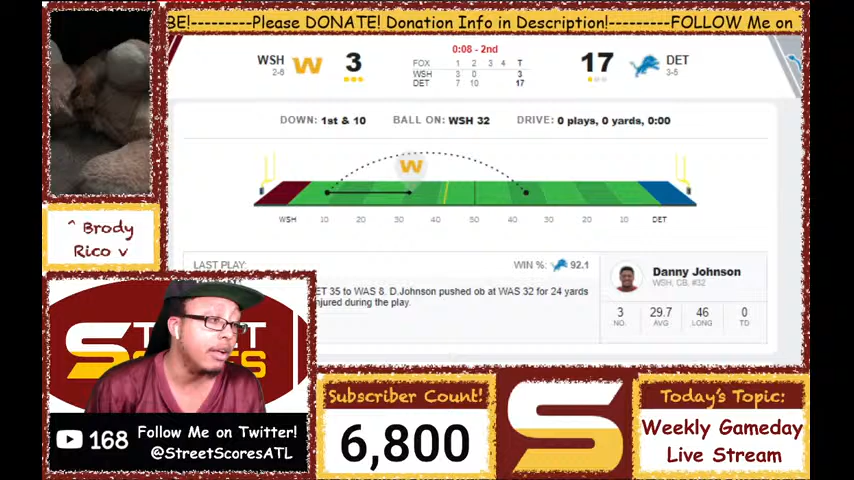 BE!---------Please DONATE! Donation Info in Description!---------FOLLOW Me on
WSH
2-6
W
3
0:08 - 2nd
FOX 1 2 3 4 T
WSH 3 0 3
DET 7 10 17
17
DET
3-5
DOWN: 1st & 10 BALL ON: WSH 32 DRIVE: 0 plays, 0 yards, 0:00
W
WSH 10 20 30 40 50 40 30 20 10 DET
LAST PLAY:
WIN %: 92.1
ET 35 to WAS 8. D.Johnson pushed ob at WAS 32 for 24 yards
njured during the play.
Danny Johnson
WSH, CB, #32
3 29.7 46 0
NO. AVG LONG TD
^ Brody
Rico v
168
Follow Me on Twitter!
@StreetScoresATL
Subscriber Count!
6,800
S
Today's Topic:
Weekly Gameday
Live Stream